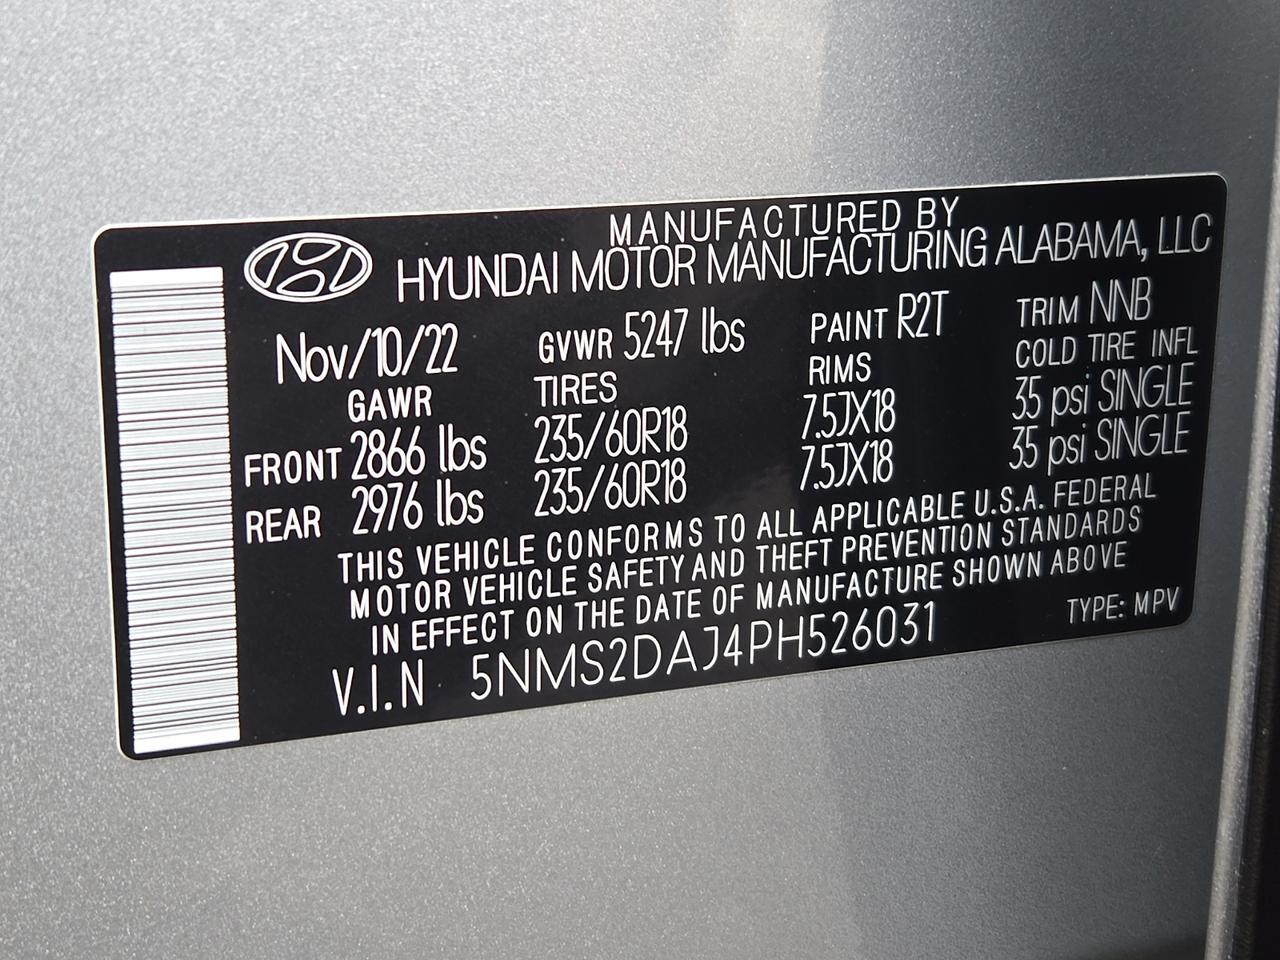 MANUFACTURED BY
HYUNDAI MOTOR MANUFACTURING ALABAMA, LLC
Nov/10/22 GVWR 5247 lbs PAINT R2T TRIM NNB
GAWR TIRES RIMS COLD TIRE INFL
FRONT 2866 lbs 235/60R18 7.5JX18 35 psi SINGLE
REAR 2976 lbs 235/60R18 7.5JX18 35 psi SINGLE
THIS VEHICLE CONFORMS TO ALL APPLICABLE U.S.A. FEDERAL
MOTOR VEHICLE SAFETY AND THEFT PREVENTION STANDARDS
IN EFFECT ON THE DATE OF MANUFACTURE SHOWN ABOVE
V.I.N 5NMS2DAJ4PH526031 TYPE: MPV